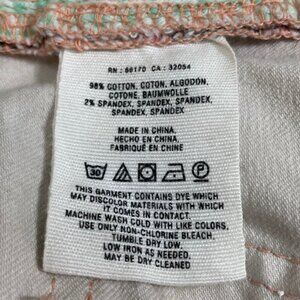 RN : 66170 CA : 32054
98% COTTON, COTON, ALGODON,
COTONE, BAUMWOLLE
2% SPANDEX, SPANDEX, SPANDEX,
SPANDEX, SPANDEX
MADE IN CHINA,
HECHO EN CHINA,
FABRIQUÉ EN CHINE
30 P
THIS GARMENT CONTAINS DYE WHICH
MAY DISCOLOR MATERIALS WITH WHICH
IT COMES IN CONTACT.
MACHINE WASH COLD WITH LIKE COLORS,
USE ONLY NON-CHLORINE BLEACH,
TUMBLE DRY LOW,
LOW IRON AS NEEDED,
MAY BE DRY CLEANED